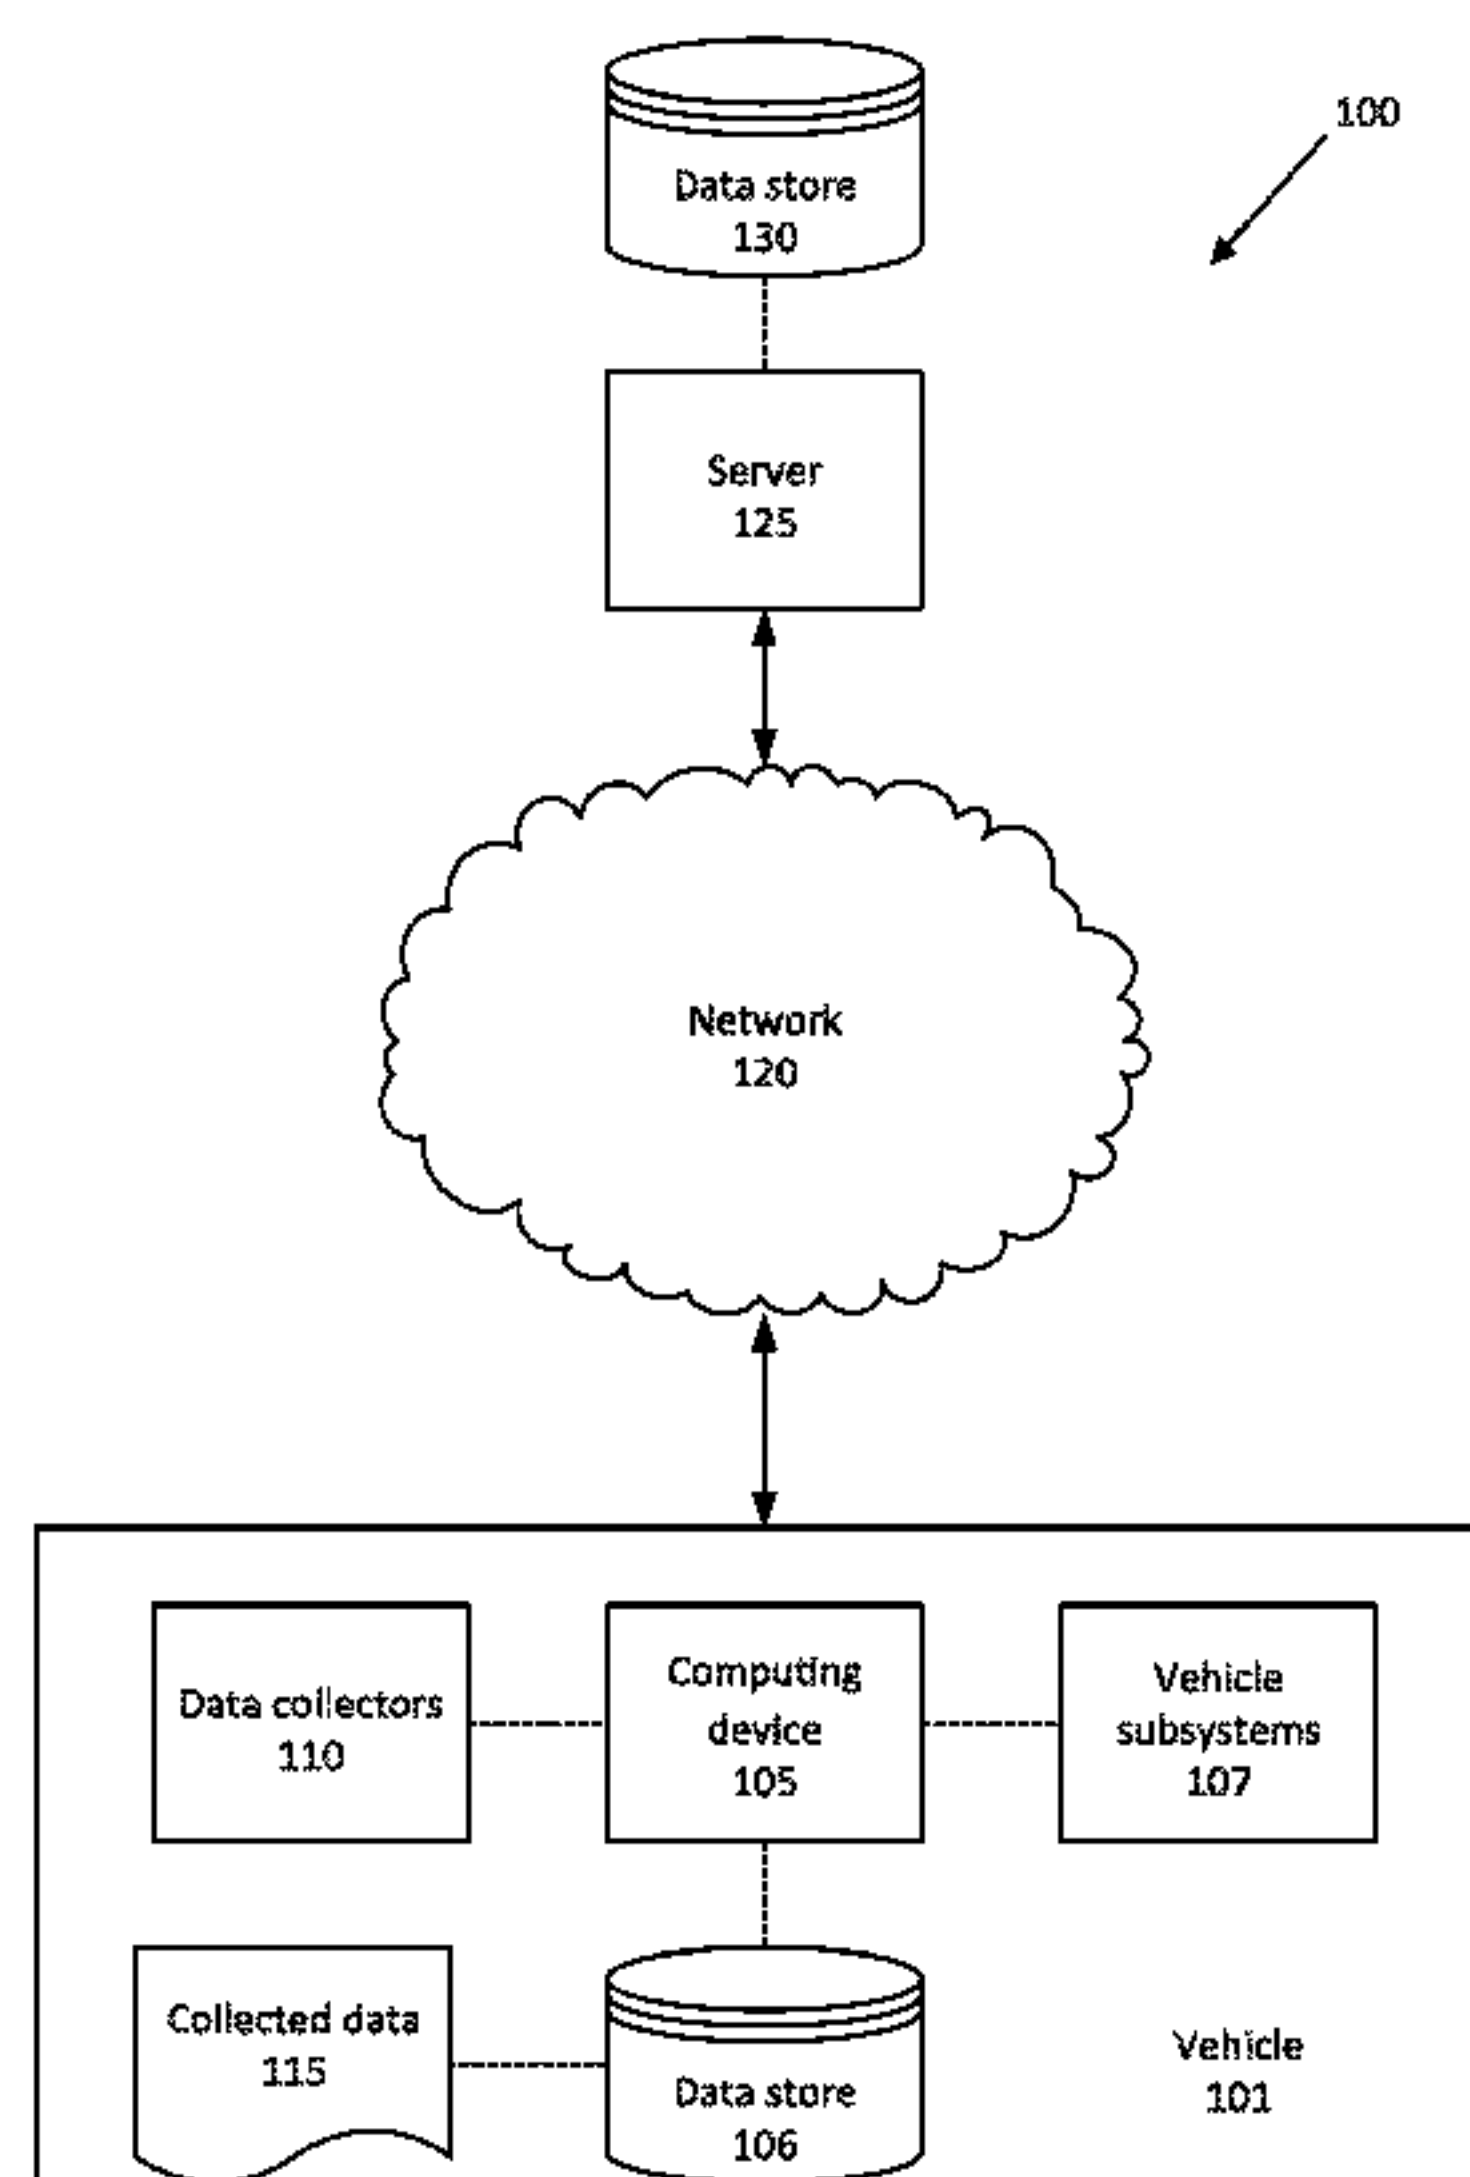 100
Data store
130
Server
125
Network
120
Data collectors
110
Computing
device
105
Vehicle
subsystems
107
Collected data
115
Data store
106
Vehicle
101